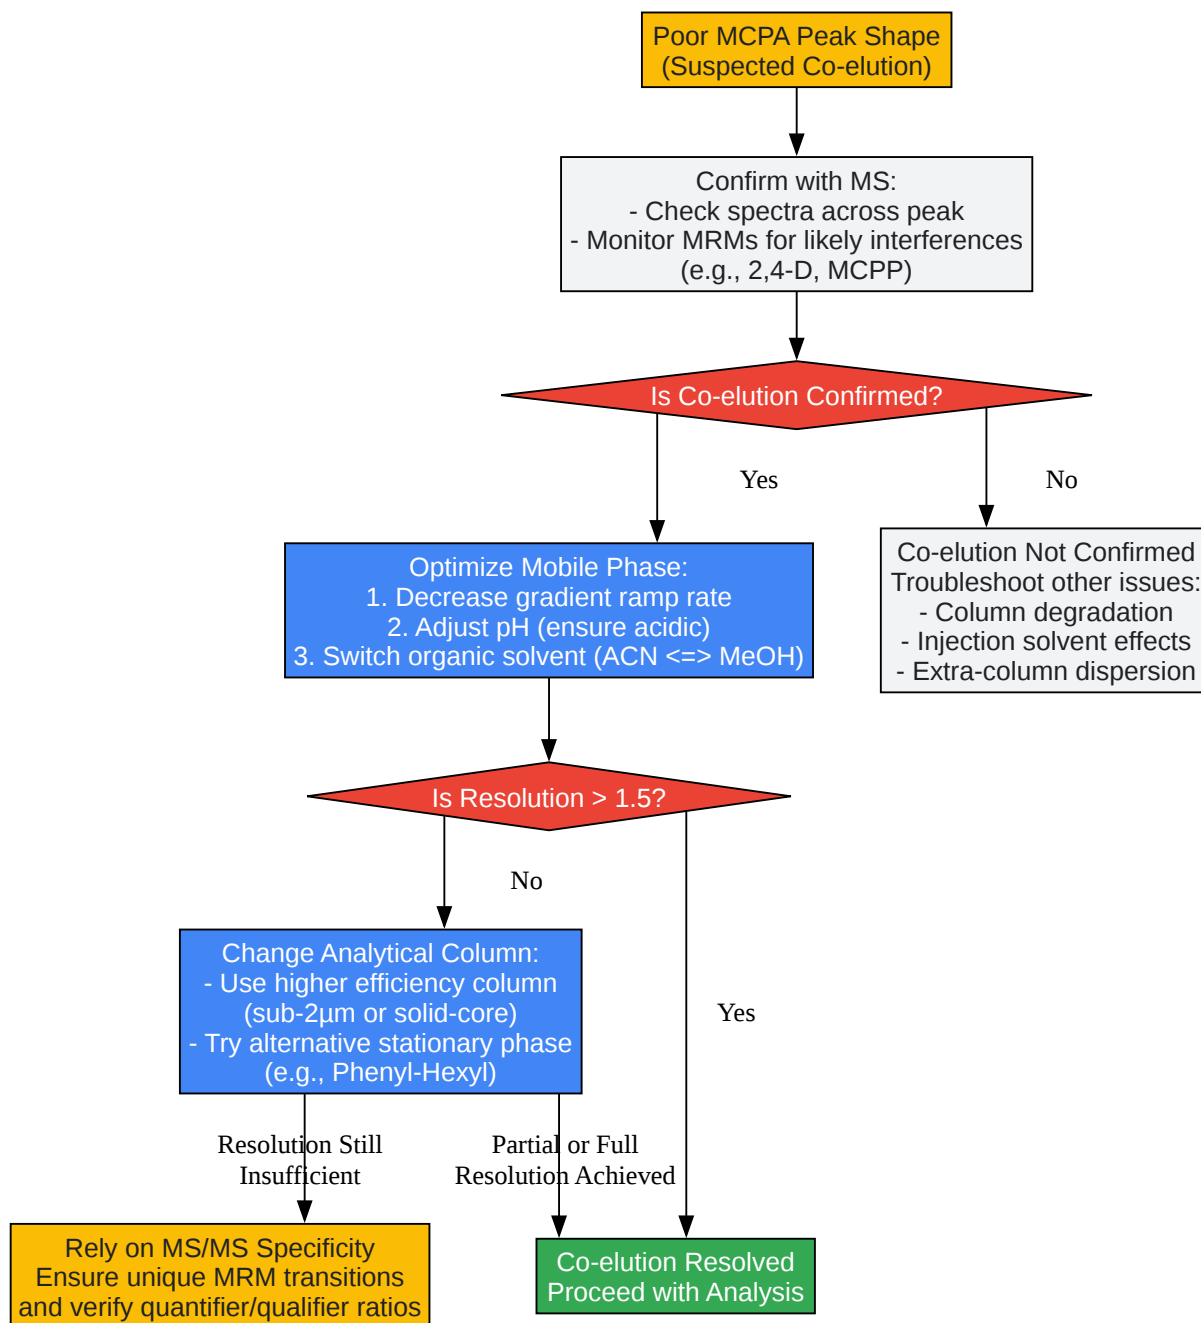 Poor MCPA Peak Shape
(Suspected Co-elution)
Confirm with MS:
- Check spectra across peak
- Monitor MRMs for likely interferences
(e.g., 2,4-D, MCPP)
Is Co-elution Confirmed?
Yes
No
Optimize Mobile Phase:
1. Decrease gradient ramp rate
2. Adjust pH (ensure acidic)
3. Switch organic solvent (ACN <=> MeOH)
Co-elution Not Confirmed
Troubleshoot other issues:
- Column degradation
- Injection solvent effects
- Extra-column dispersion
Is Resolution > 1.5?
No
Yes
Change Analytical Column:
- Use higher efficiency column
(sub-2µm or solid-core)
- Try alternative stationary phase
(e.g., Phenyl-Hexyl)
Resolution Still
Insufficient
Partial or Full
Resolution Achieved
Rely on MS/MS Specificity
Ensure unique MRM transitions
and verify quantifier/qualifier ratios
Co-elution Resolved
Proceed with Analysis